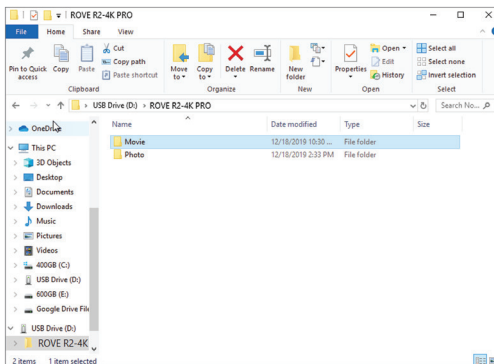 ROVE R2-4K PRO
File Home Share View
Pin to Quick access
Copy
Paste
Cut
Copy path
Paste shortcut
Clipboard
Move to
Copy to
Delete
Rename
Organize
New folder
New
Properties
Open
Edit
History
Open
Select all
Select none
Invert selection
Select
USB Drive (D:) › ROVE R2-4K PRO
Search No...
Name Date modified Type Size
Movie 12/18/2019 10:30 ... File folder
Photo 12/18/2019 2:33 PM File folder
OneDrive
This PC
3D Objects
Desktop
Documents
Downloads
Music
Pictures
Videos
400GB (C:)
USB Drive (D:)
600GB (E:)
Google Drive File
USB Drive (D:)
ROVE R2-4K
2 items 1 item selected